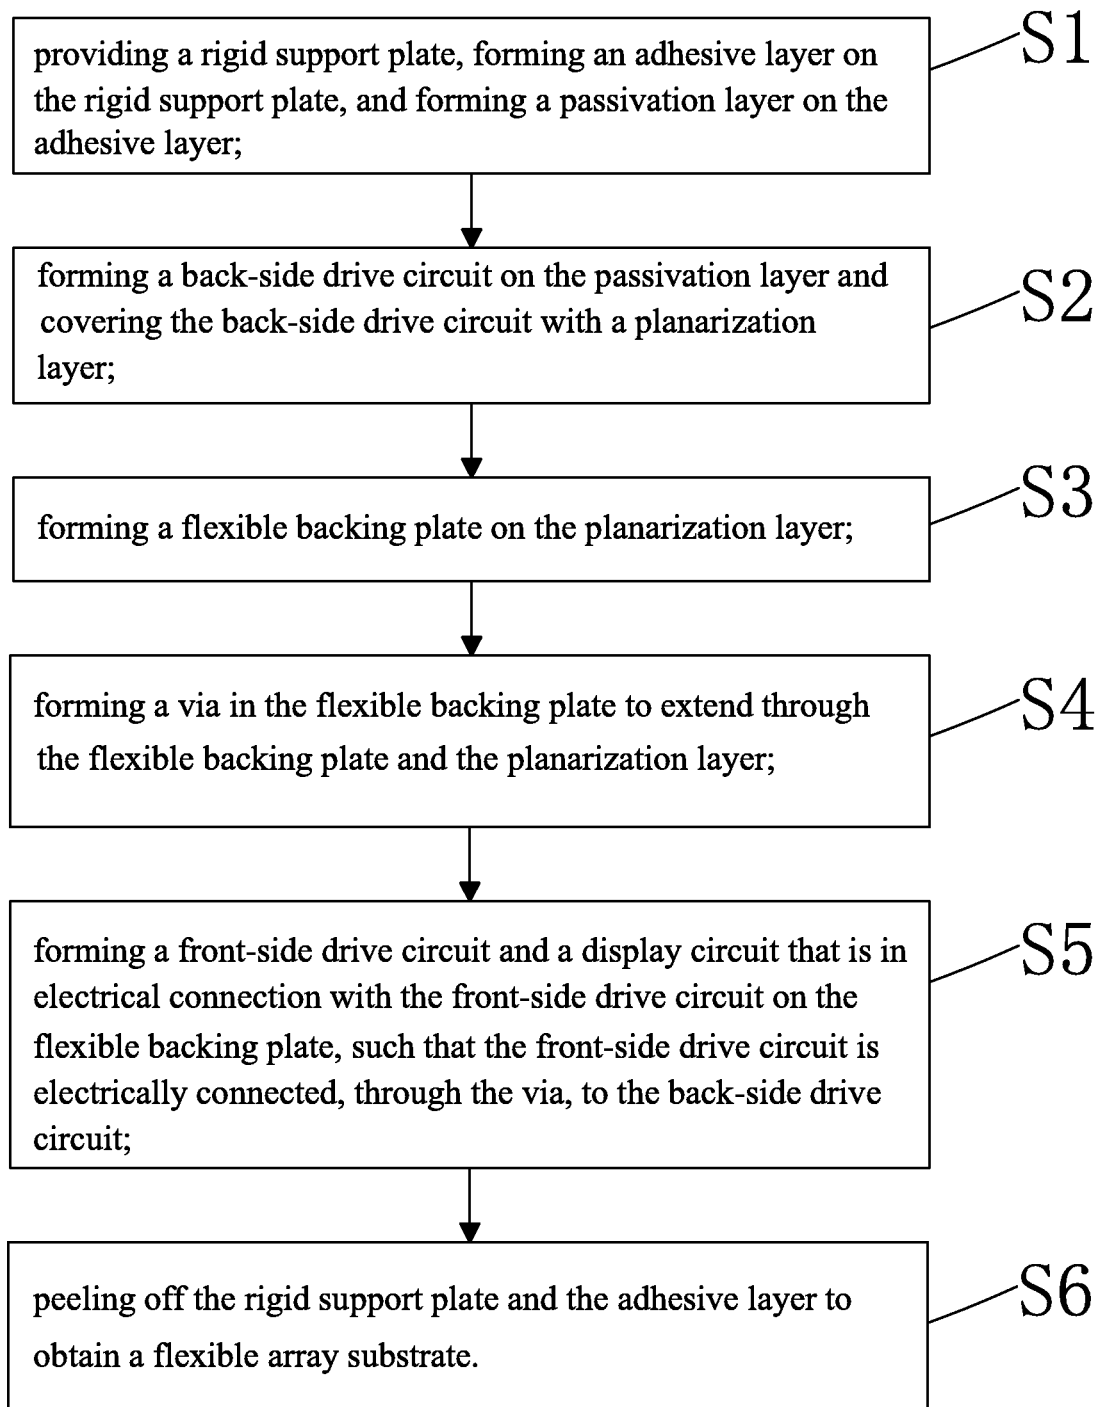 providing a rigid support plate, forming an adhesive layer on
the rigid support plate, and forming a passivation layer on the
adhesive layer;
S1
forming a back-side drive circuit on the passivation layer and
covering the back-side drive circuit with a planarization
layer;
S2
forming a flexible backing plate on the planarization layer;
S3
forming a via in the flexible backing plate to extend through
the flexible backing plate and the planarization layer;
S4
forming a front-side drive circuit and a display circuit that is in
electrical connection with the front-side drive circuit on the
flexible backing plate, such that the front-side drive circuit is
electrically connected, through the via, to the back-side drive
circuit;
S5
peeling off the rigid support plate and the adhesive layer to
obtain a flexible array substrate.
S6